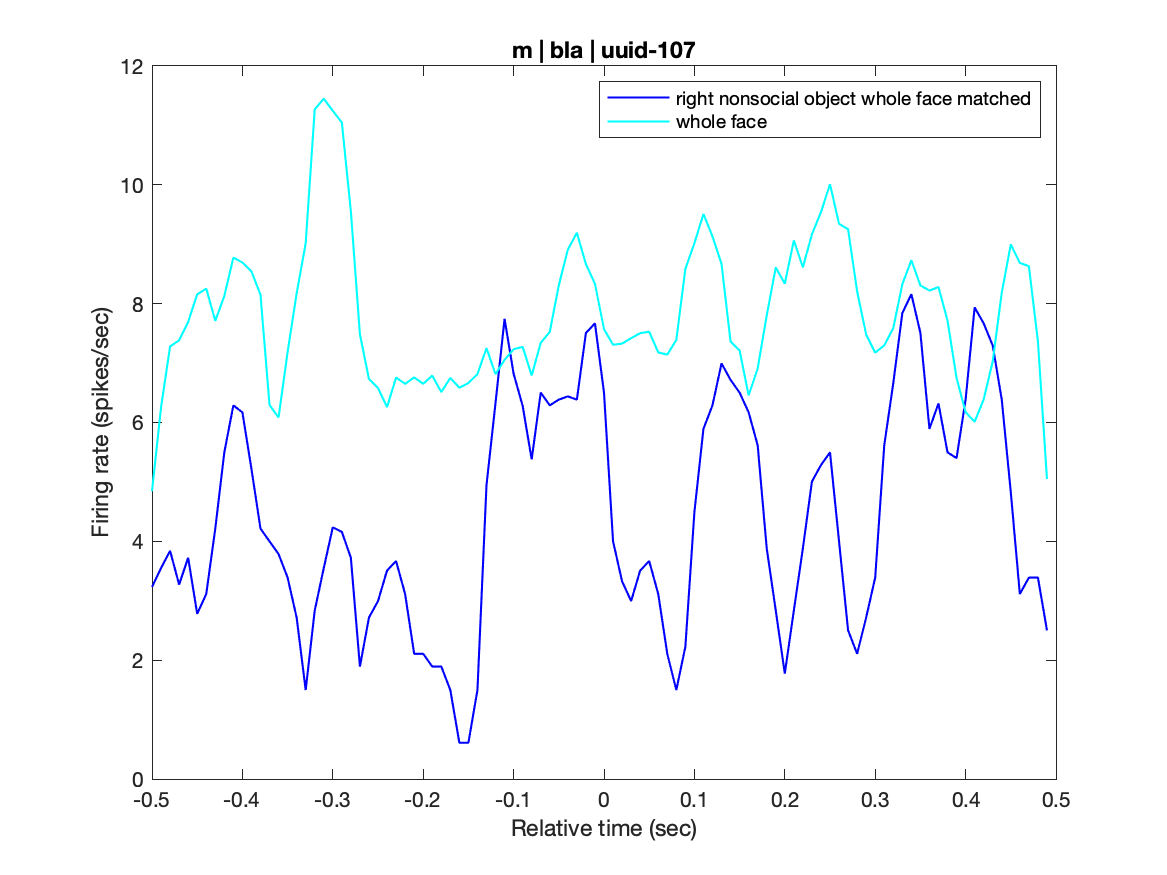 m | bla | uuid-107
right nonsocial object whole face matched
whole face
Firing rate (spikes/sec)
12
10
8
6
4
2
0
-0.5 -0.4 -0.3 -0.2 -0.1 0 0.1 0.2 0.3 0.4 0.5
Relative time (sec)